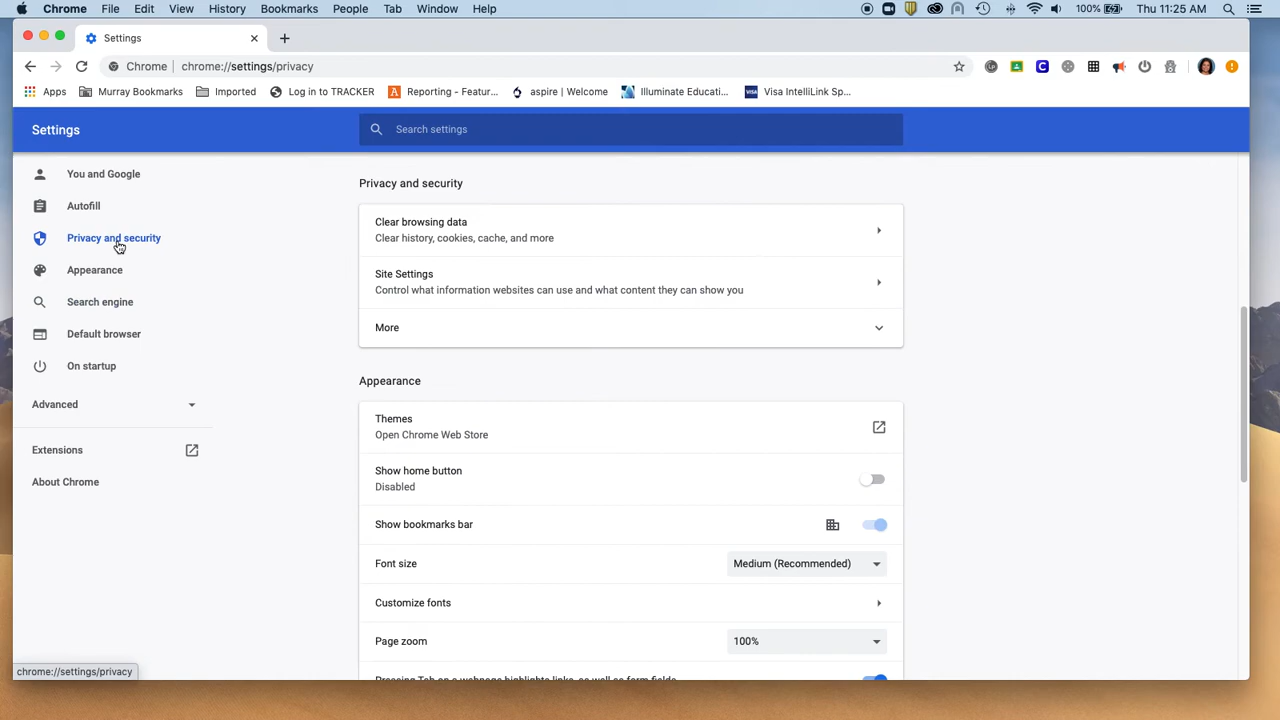 Chrome File Edit View History Bookmarks People Tab Window Help 100% Thu 11:25 AM
Settings
Chrome chrome://settings/privacy
Apps Murray Bookmarks Imported Log in to TRACKER Reporting - Featur... aspire | Welcome Illuminate Educati... Visa IntelliLink Sp...
Settings
Search settings
You and Google
Autofill
Privacy and security
Appearance
Search engine
Default browser
On startup
Advanced
Extensions
About Chrome
Privacy and security
Clear browsing data
Clear history, cookies, cache, and more
Site Settings
Control what information websites can use and what content they can show you
More
Appearance
Themes
Open Chrome Web Store
Show home button
Disabled
Show bookmarks bar
Font size Medium (Recommended)
Customize fonts
Page zoom 100%
Pressing Tab on a webpage highlights links, as well as form fields
chrome://settings/privacy